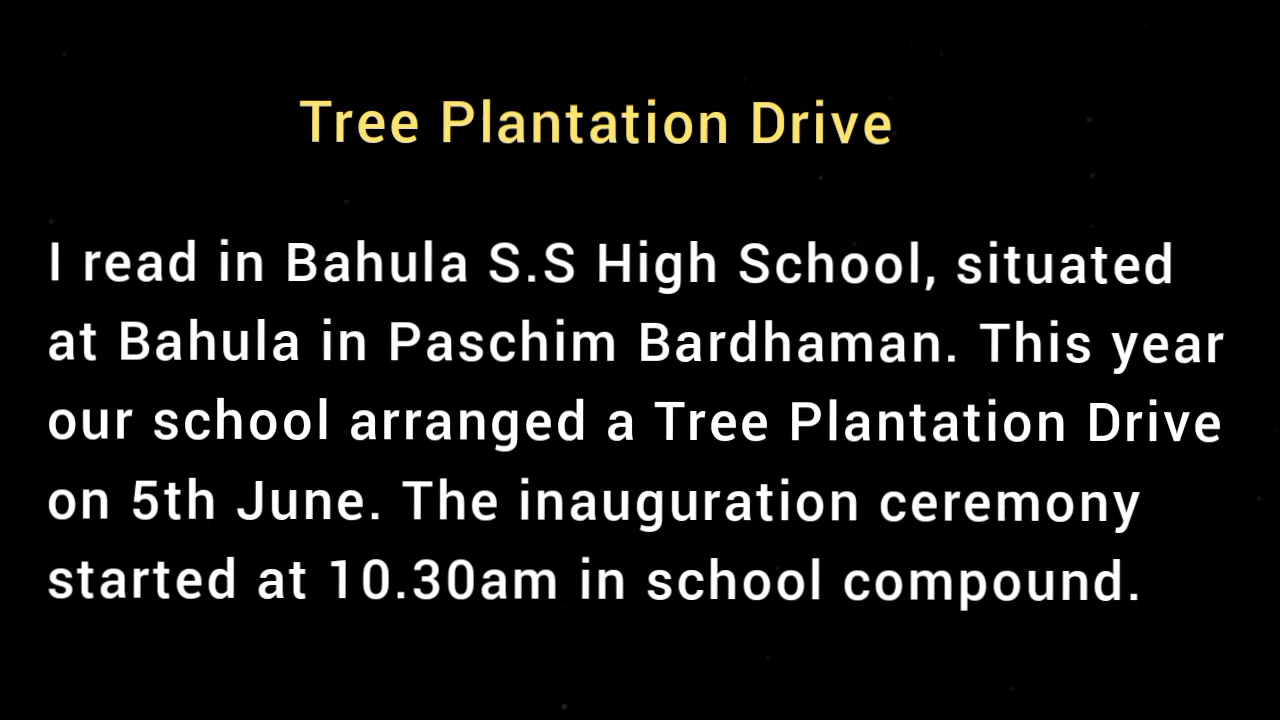 Tree Plantation Drive
I read in Bahula S.S High School, situated
at Bahula in Paschim Bardhaman. This year
our school arranged a Tree Plantation Drive
on 5th June. The inauguration ceremony
started at 10.30am in school compound.